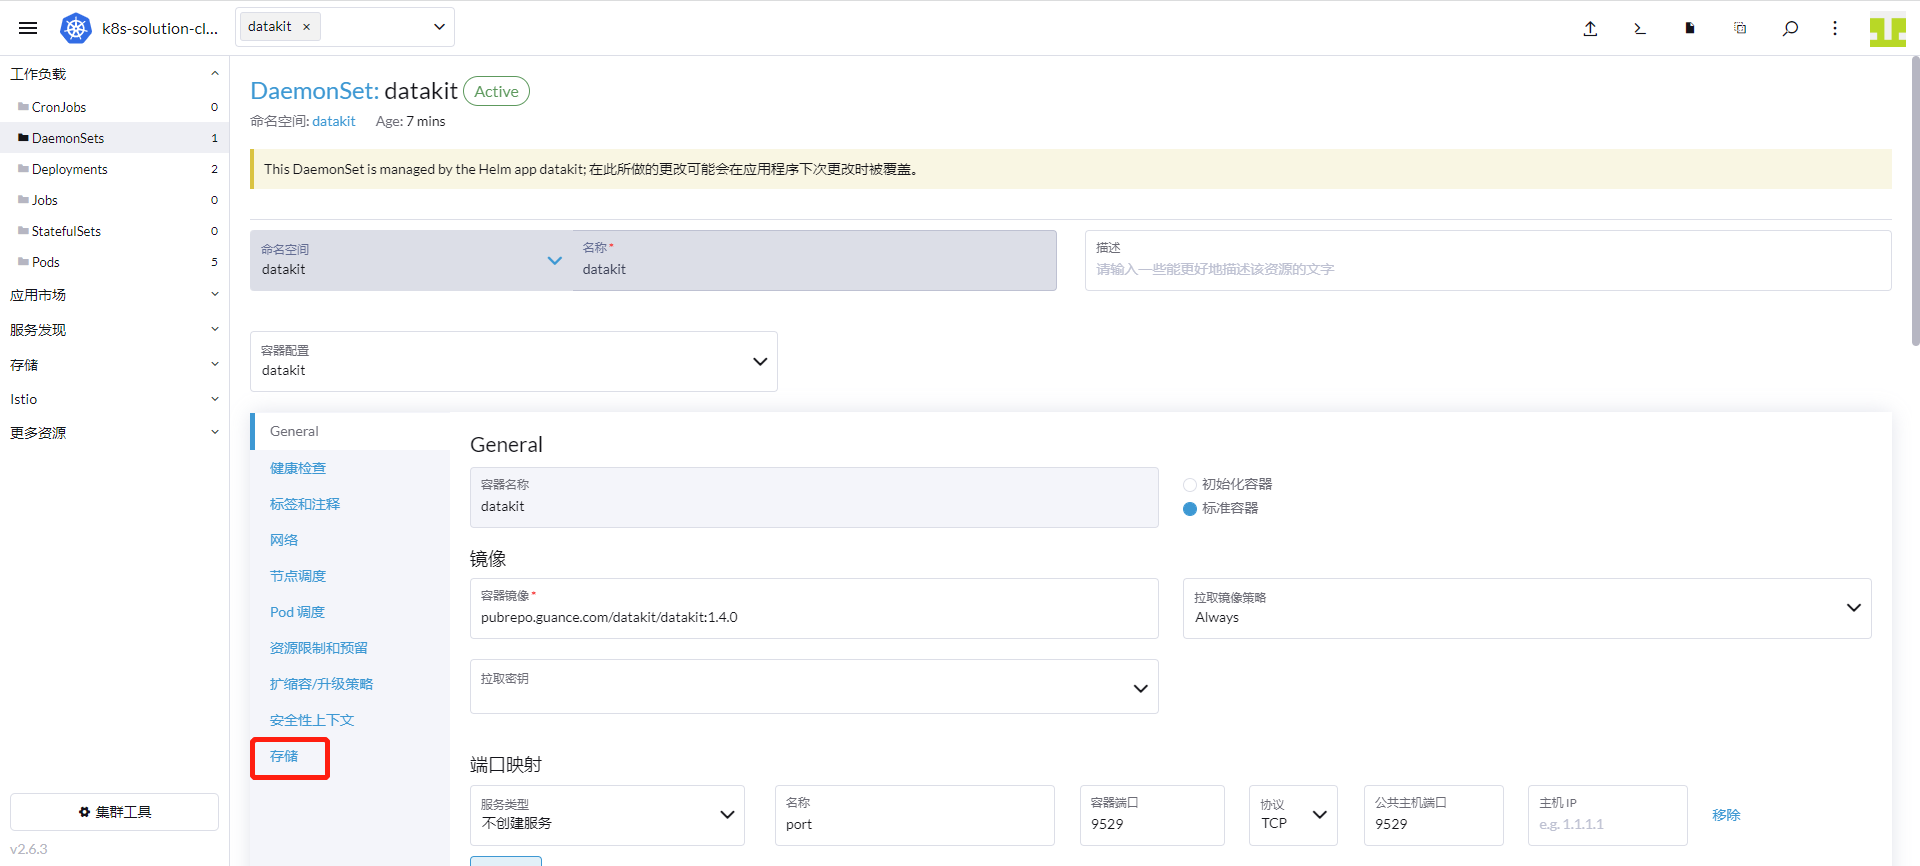 k8s-solution-cl...
datakit ×
工作负载
CronJobs 0
DaemonSets 1
Deployments 2
Jobs 0
StatefulSets 0
Pods 5
应用市场
服务发现
存储
Istio
更多资源
集群工具
v2.6.3
DaemonSet: datakit Active
命名空间: datakit Age: 7 mins
This DaemonSet is managed by the Helm app datakit; 在此所做的更改可能会在应用程序下次更改时被覆盖。
命名空间
datakit
名称*
datakit
描述
请输入一些能更好地描述该资源的文字
容器配置
datakit
General
健康检查
标签和注释
网络
节点调度
Pod 调度
资源限制和预留
扩缩容/升级策略
安全性上下文
存储
General
容器名称
datakit
初始化容器
标准容器
镜像
容器镜像*
pubrepo.guance.com/datakit/datakit:1.4.0
拉取镜像策略
Always
拉取密钥
端口映射
服务类型
不创建服务
名称
port
容器端口
9529
协议
TCP
公共主机端口
9529
主机 IP
e.g. 1.1.1.1
移除